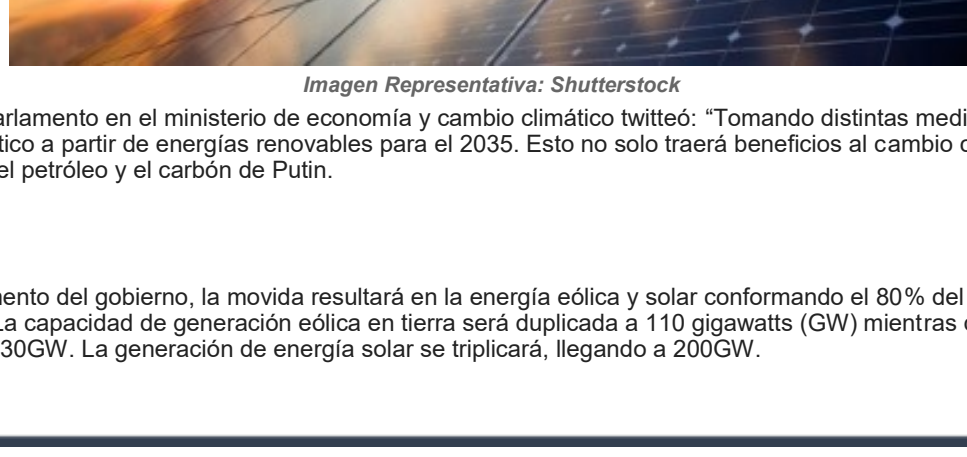 Imagen Representativa: Shutterstock
arlamento en el ministerio de economía y cambio climático twitteó: “Tomando distintas medi
tico a partir de energías renovables para el 2035. Esto no solo traerá beneficios al cambio
el petróleo y el carbón de Putin.
ento del gobierno, la movida resultará en la energía eólica y solar conformando el 80% del
La capacidad de generación eólica en tierra será duplicada a 110 gigawatts (GW) mientras
30GW. La generación de energía solar se triplicará, llegando a 200GW.